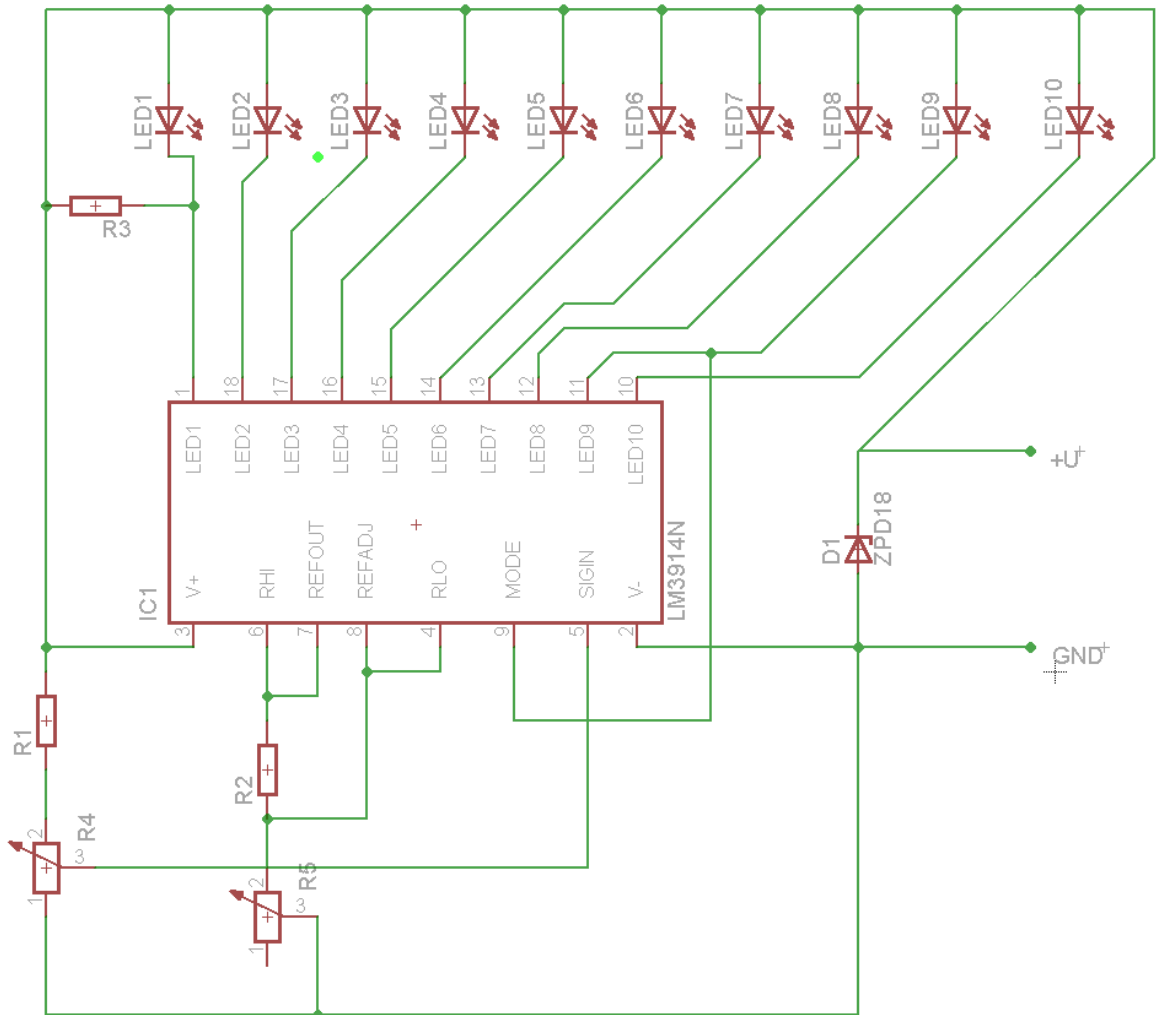 LED1
LED2
LED3
LED4
LED5
LED6
LED7
LED8
LED9
LED10
R3
1
18
17
16
15
14
13
12
11
10
LED1
LED2
LED3
LED4
LED5
LED6
LED7
LED8
LED9
LED10
+U
D1
ZPD18
IC1
V+
RHI
REFOUT
REFADJ
RLO
MODE
SIGIN
V-
LM3914N
3
6
7
8
4
9
5
2
GND
R1
R2
R4
2
3
1
R5
2
3
1